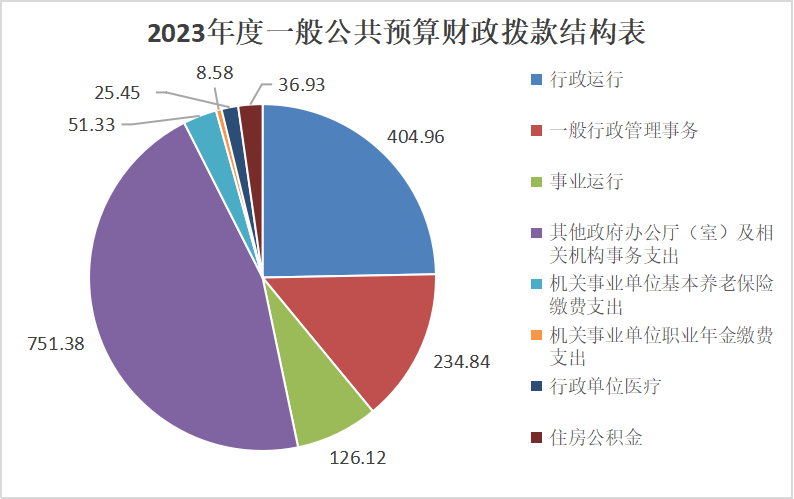 2023年度一般公共预算财政拨款结构表
8.58
36.93
25.45
51.33
404.96
751.38
234.84
126.12
行政运行
一般行政管理事务
事业运行
其他政府办公厅（室）及相
关机构事务支出
机关事业单位基本养老保险
缴费支出
机关事业单位职业年金缴费
支出
行政单位医疗
住房公积金